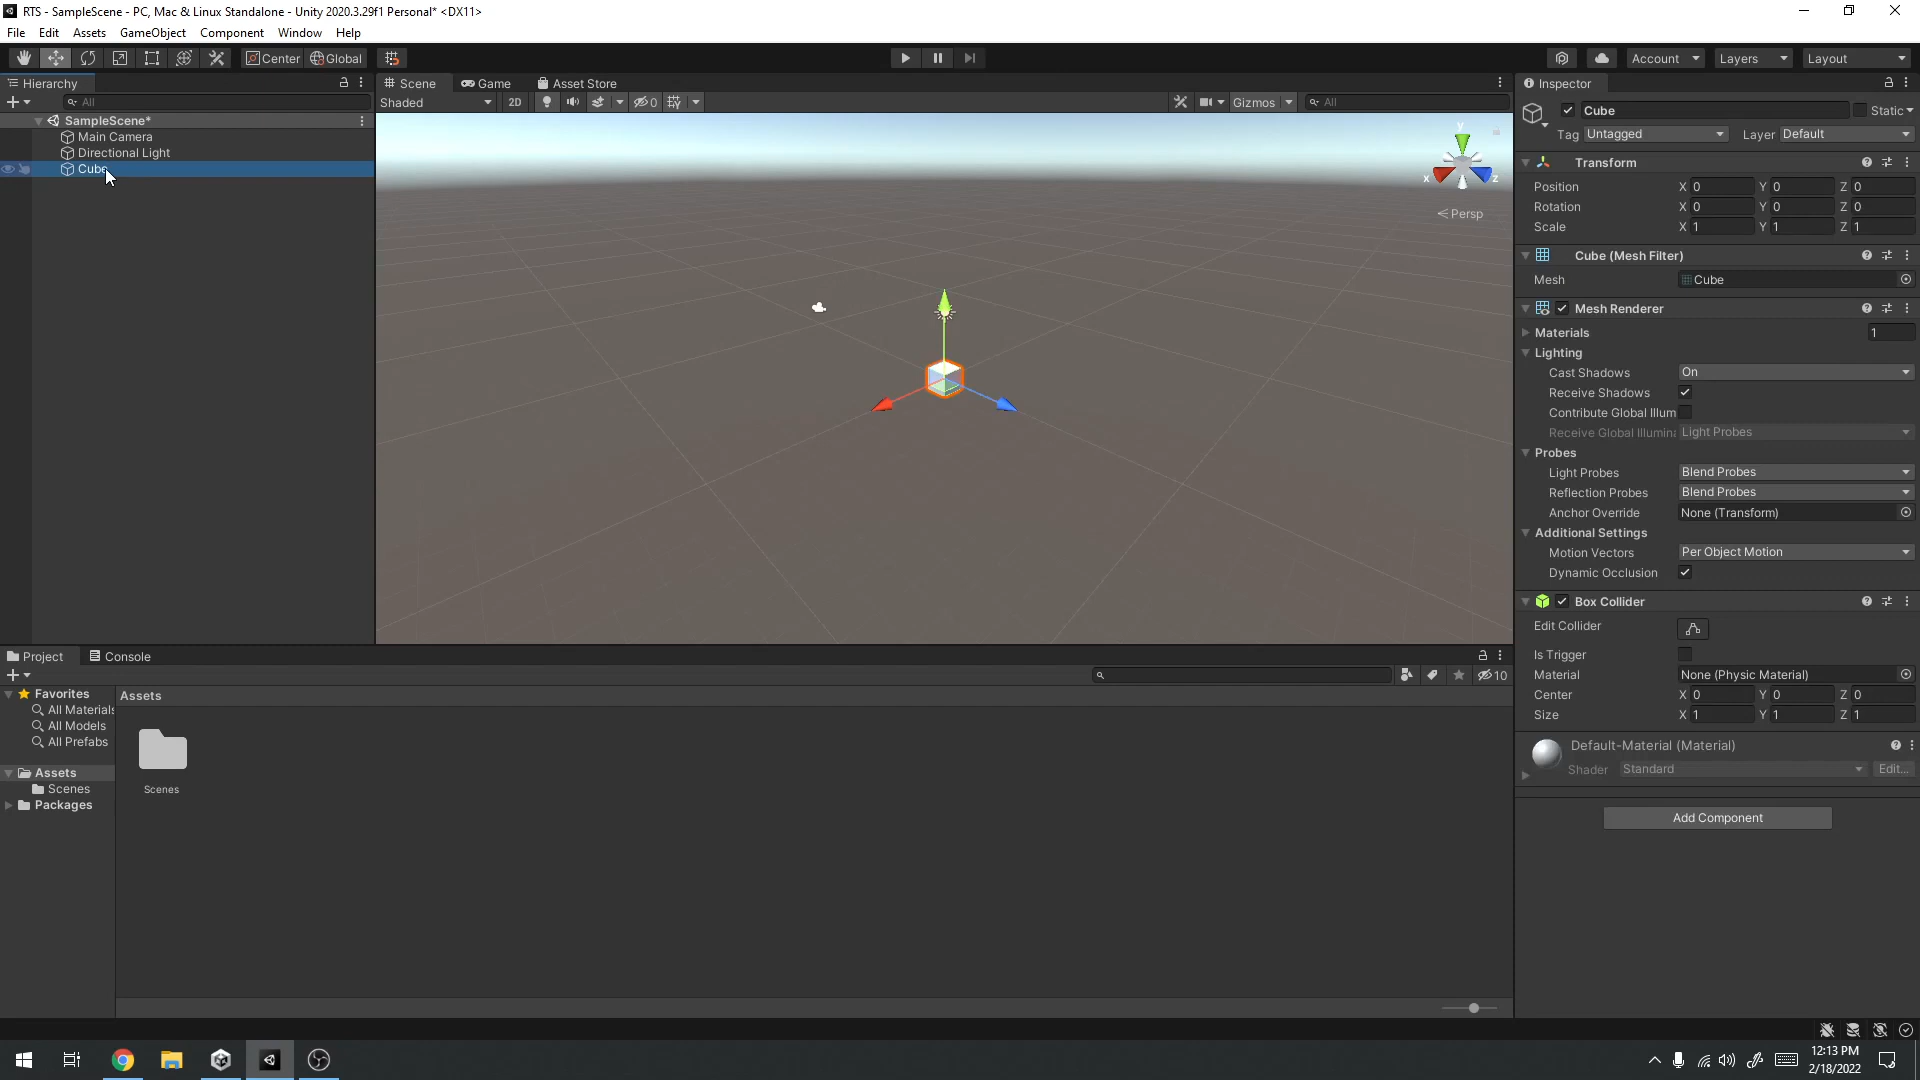 RTS - SampleScene - PC, Mac & Linux Standalone - Unity 2020.3.29f1 Personal* <DX11>
File Edit Assets GameObject Component Window Help
Center Global Account Layers Layout
Hierarchy
All
SampleScene*
Main Camera
Directional Light
Cube
Scene Game Asset Store
Shaded 2D 0 Gizmos All
y
x z
Persp
Inspector
Cube Static
Tag Untagged Layer Default
Transform
Position X 0 Y 0 Z 0
Rotation X 0 Y 0 Z 0
Scale X 1 Y 1 Z 1
Cube (Mesh Filter)
Mesh Cube
Mesh Renderer
Materials 1
Lighting
Cast Shadows On
Receive Shadows
Contribute Global Illum
Receive Global Illumina Light Probes
Probes
Light Probes Blend Probes
Reflection Probes Blend Probes
Anchor Override None (Transform)
Additional Settings
Motion Vectors Per Object Motion
Dynamic Occlusion
Box Collider
Edit Collider
Is Trigger
Material None (Physic Material)
Center X 0 Y 0 Z 0
Size X 1 Y 1 Z 1
Default-Material (Material)
Shader Standard Edit...
Add Component
Project Console
10
Favorites
All Materials
All Models
All Prefabs
Assets
Scenes
Packages
Assets
Scenes
12:13 PM
2/18/2022